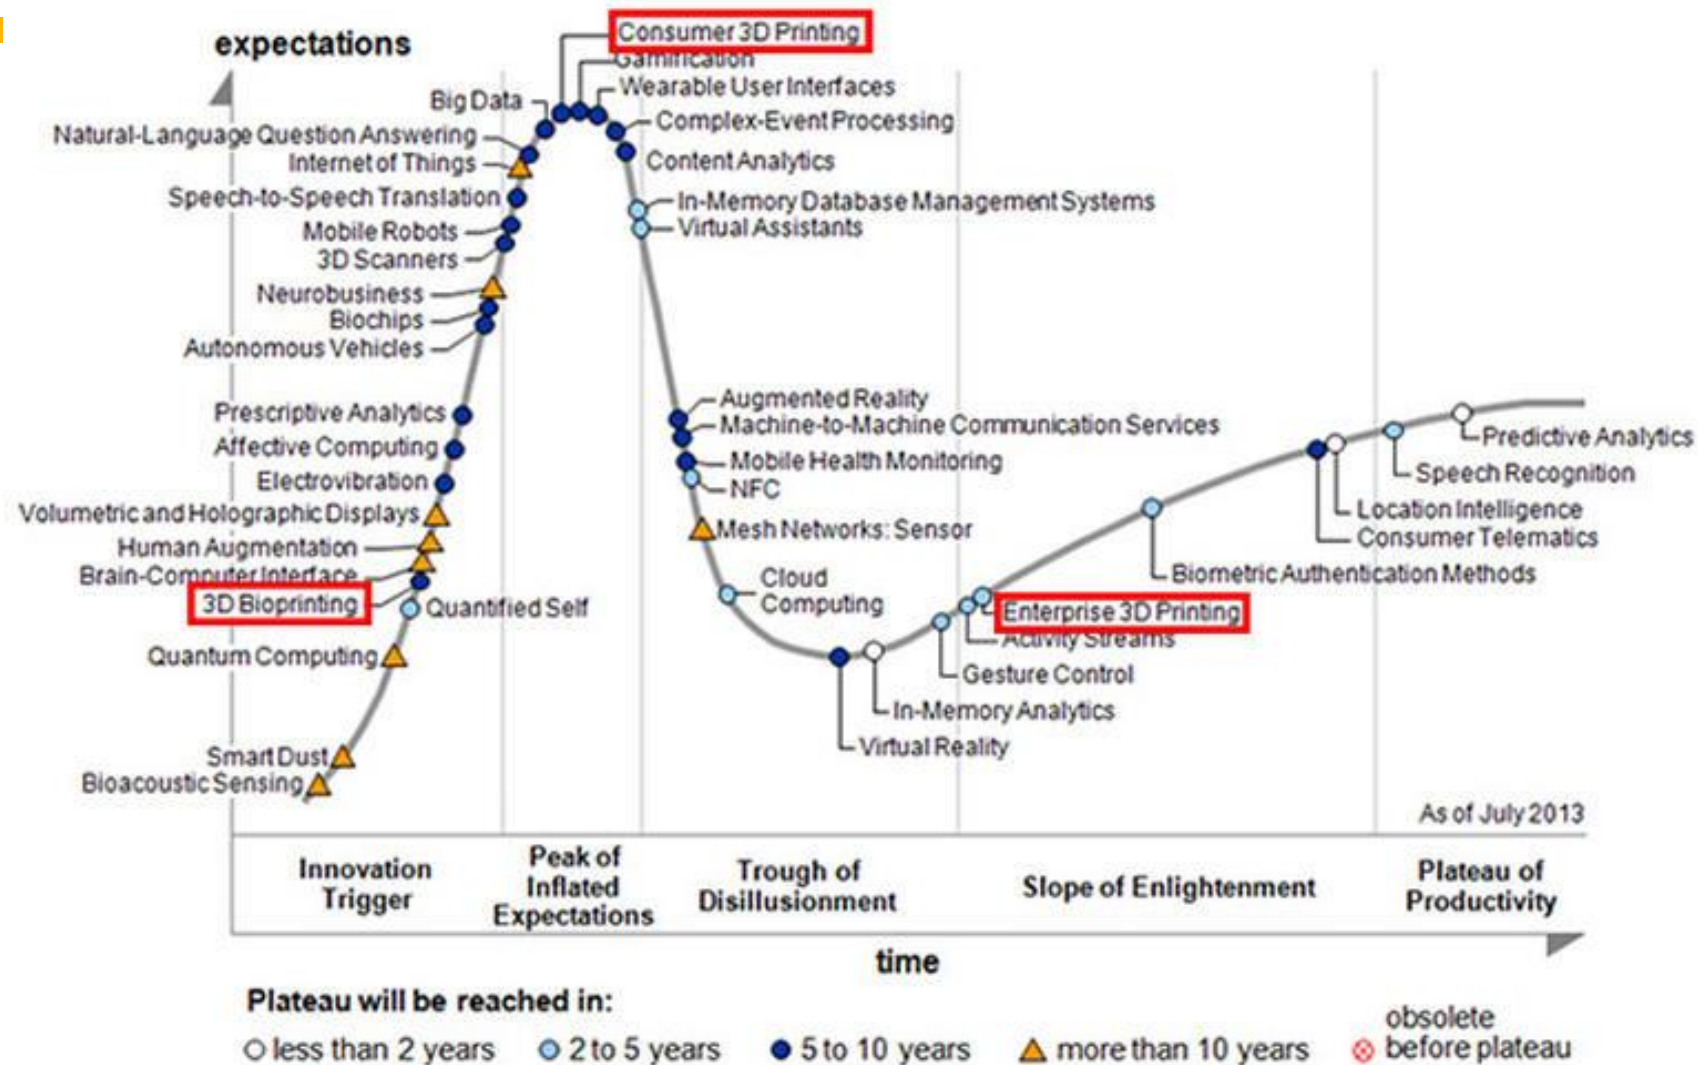 expectations
Consumer 3D Printing
Gamification
Wearable User Interfaces
Big Data
Complex-Event Processing
Natural-Language Question Answering
Content Analytics
Internet of Things
Speech-to-Speech Translation
In-Memory Database Management Systems
Virtual Assistants
Mobile Robots
3D Scanners
Neurobusiness
Biochips
Autonomous Vehicles
Augmented Reality
Prescriptive Analytics
Machine-to-Machine Communication Services
Predictive Analytics
Affective Computing
Mobile Health Monitoring
Speech Recognition
Electrovibration
NFC
Volumetric and Holographic Displays
Location Intelligence
Mesh Networks: Sensor
Consumer Telematics
Human Augmentation
Brain-Computer Interface
Biometric Authentication Methods
Cloud
Computing
3D Bioprinting
Quantified Self
Enterprise 3D Printing
Activity Streams
Quantum Computing
Gesture Control
In-Memory Analytics
Virtual Reality
Smart Dust
Bioacoustic Sensing
As of July 2013
Innovation
Trigger
Peak of
Inflated
Expectations
Trough of
Disillusionment
Slope of Enlightenment
Plateau of
Productivity
time
Plateau will be reached in:
less than 2 years
2 to 5 years
5 to 10 years
more than 10 years
obsolete
before plateau